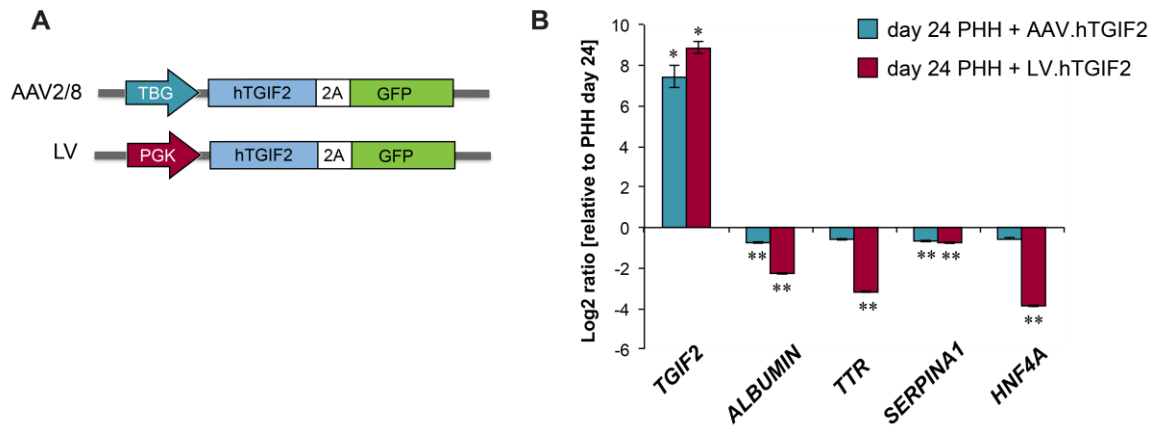 A
AAV2/8
TBG
hTGIF2
2A
GFP
LV
PGK
hTGIF2
2A
GFP
B
day 24 PHH + AAV.hTGIF2
day 24 PHH + LV.hTGIF2
Log2 ratio [relative to PHH day 24]
10
8
6
4
2
0
-2
-4
-6
*
*
**
**
**
**
**
**
TGIF2
ALBUMIN
TTR
SERPINA1
HNF4A